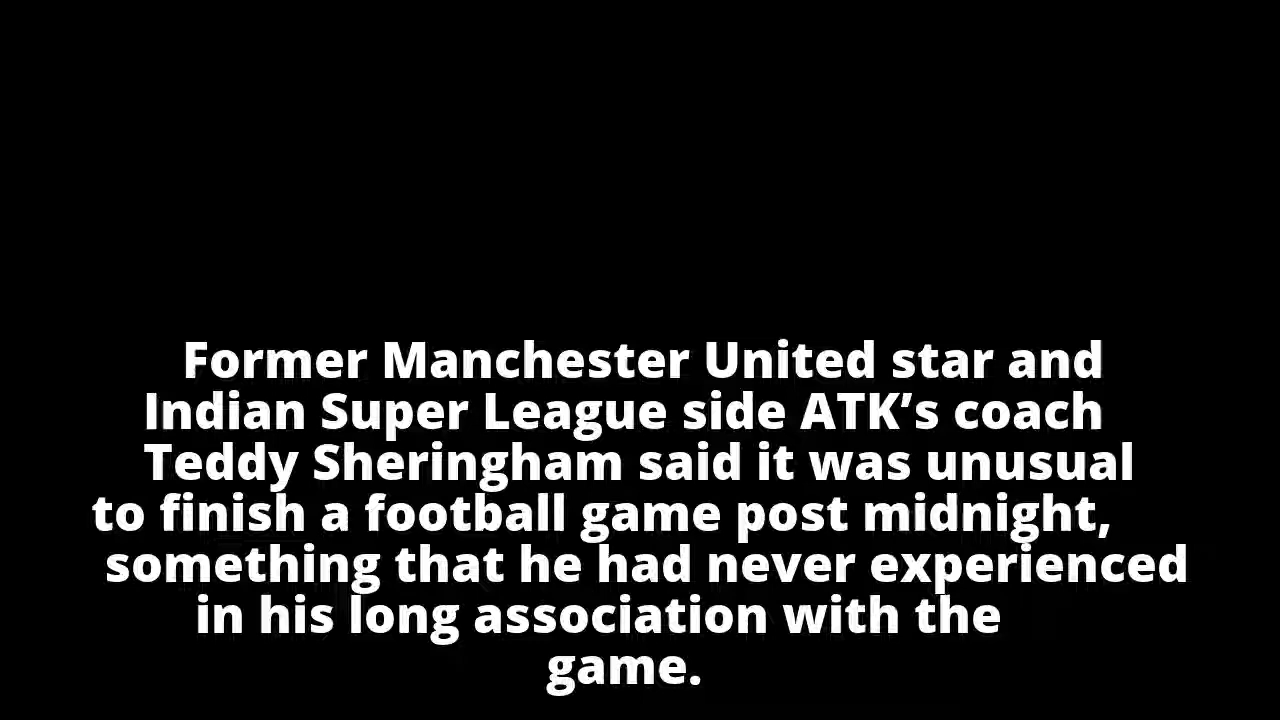 Former Manchester United star and
Indian Super League side ATK’s coach
Teddy Sheringham said it was unusual
to finish a football game post midnight,
something that he had never experienced
in his long association with the
game.